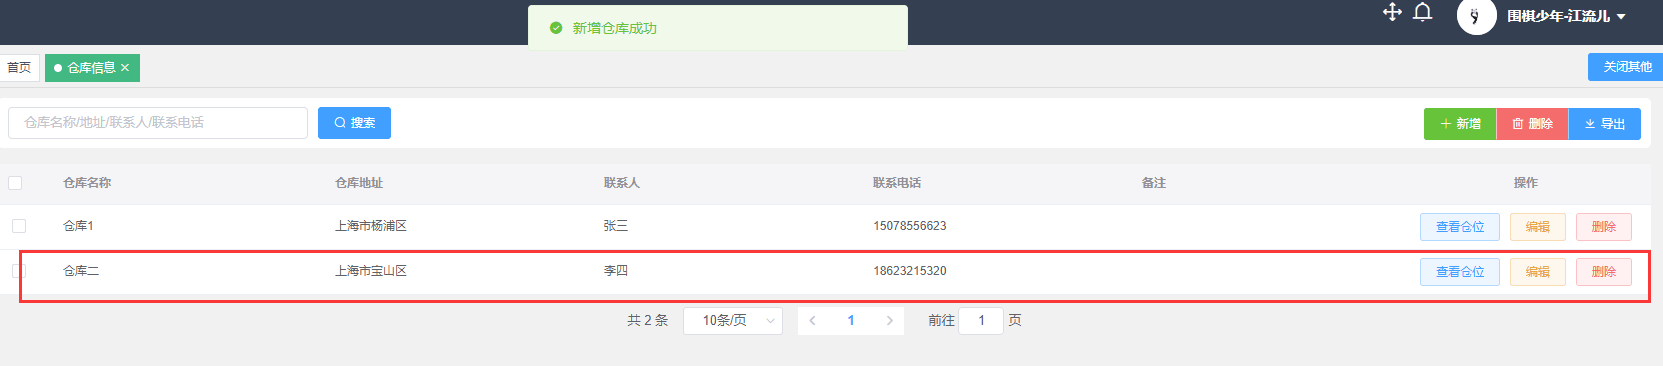 新增仓库成功
围棋少年-江流儿
首页
仓库信息
关闭其他
仓库名称/地址/联系人/联系电话
搜索
新增 删除 导出
仓库名称 仓库地址 联系人 联系电话 备注 操作
仓库1 上海市杨浦区 张三 15078556623 查看仓位 编辑 删除
仓库二 上海市宝山区 李四 18623215320 查看仓位 编辑 删除
共 2 条 10条/页 1 前往 1 页